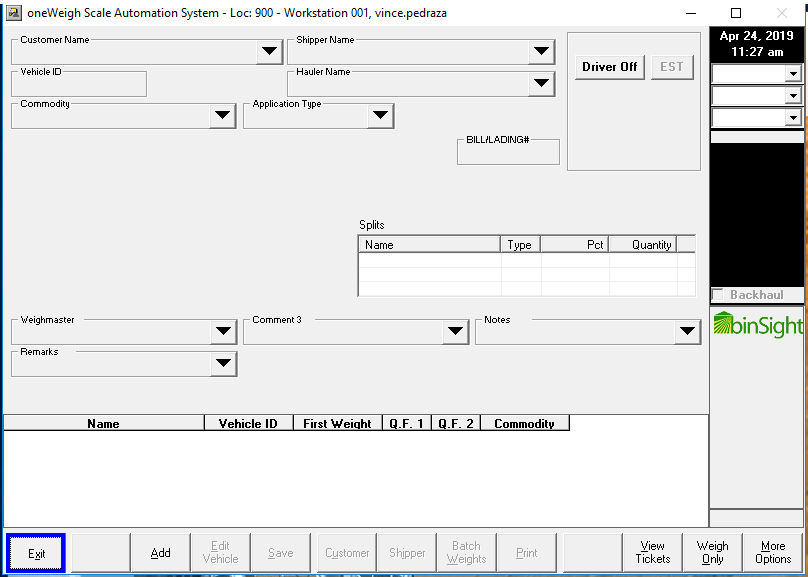 oneWeigh Scale Automation System - Loc: 900 - Workstation 001, vince.pedraza
Customer Name
Shipper Name
Driver Off
EST
Apr 24, 2019
11:27 am
Vehicle ID
Hauler Name
Commodity
Application Type
BILL/LADING#
Splits
Name Type Pct Quantity
Backhaul
binSight
Weighmaster
Comment 3
Notes
Remarks
Name Vehicle ID First Weight Q.F. 1 Q.F. 2 Commodity
Exit
Add
Edit
Vehicle
Save
Customer
Shipper
Batch
Weights
Print
View
Tickets
Weigh
Only
More
Options